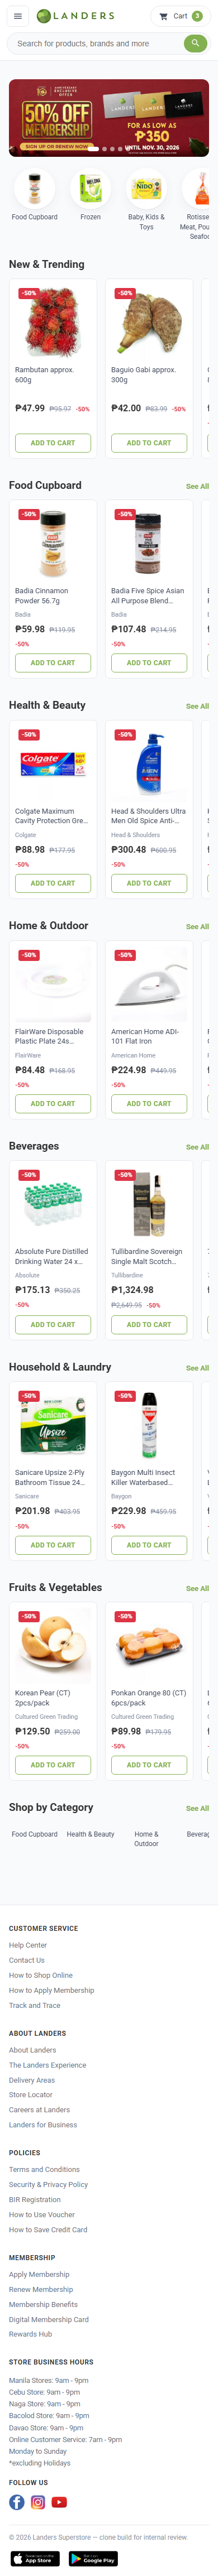 LANDERS
Cart 3
Search for products, brands and more
50% OFF
MEMBERSHIP
SIGN UP OR RENEW NOW
FOR AS LOW AS
₱350
UNTIL NOV. 30, 2026
Food Cupboard
Frozen
Baby, Kids &
Toys
Meat, Pou
Seafoo
New & Trending
-50%
Rambutan approx.
600g
₱47.99 ₱95.97 -50%
ADD TO CART
-50%
Baguio Gabi approx.
300g
₱42.00 ₱83.99 -50%
ADD TO CART
Food Cupboard
See All
-50%
Badia Cinnamon
Powder 56.7g
Badia
₱59.98 ₱119.95
-50%
ADD TO CART
-50%
Badia Five Spice Asian
All Purpose Blend...
Badia
₱107.48 ₱214.95
-50%
ADD TO CART
Health & Beauty
See All
-50%
Colgate
Colgate Maximum
Cavity Protection Gre...
Colgate
₱88.98 ₱177.95
-50%
ADD TO CART
-50%
MEN
Head & Shoulders Ultra
Men Old Spice Anti-...
Head & Shoulders
₱300.48 ₱600.95
-50%
ADD TO CART
Home & Outdoor
See All
-50%
FlairWare Disposable
Plastic Plate 24s...
FlairWare
₱84.48 ₱168.95
-50%
ADD TO CART
-50%
American Home ADI-
101 Flat Iron
American Home
₱224.98 ₱449.95
-50%
ADD TO CART
Beverages
See All
-50%
Absolute Pure Distilled
Drinking Water 24 x...
Absolute
₱175.13 ₱350.25
-50%
ADD TO CART
-50%
Tullibardine Sovereign
Single Malt Scotch...
Tullibardine
₱1,324.98
₱2,649.95 -50%
ADD TO CART
Household & Laundry
See All
-50%
Sanicare
Upsize
Sanicare Upsize 2-Ply
Bathroom Tissue 24...
Sanicare
₱201.98 ₱403.95
-50%
ADD TO CART
-50%
Baygon Multi Insect
Killer Waterbased...
Baygon
₱229.98 ₱459.95
-50%
ADD TO CART
Fruits & Vegetables
See All
-50%
Korean Pear (CT)
2pcs/pack
Cultured Green Trading
₱129.50 ₱259.00
-50%
ADD TO CART
-50%
Ponkan Orange 80 (CT)
6pcs/pack
Cultured Green Trading
₱89.98 ₱179.95
-50%
ADD TO CART
Shop by Category
See All
Food Cupboard
Health & Beauty
Home &
Outdoor
Beverag
CUSTOMER SERVICE
Help Center
Contact Us
How to Shop Online
How to Apply Membership
Track and Trace
ABOUT LANDERS
About Landers
The Landers Experience
Delivery Areas
Store Locator
Careers at Landers
Landers for Business
POLICIES
Terms and Conditions
Security & Privacy Policy
BIR Registration
How to Use Voucher
How to Save Credit Card
MEMBERSHIP
Apply Membership
Renew Membership
Membership Benefits
Digital Membership Card
Rewards Hub
STORE BUSINESS HOURS
Manila Stores: 9am - 9pm
Cebu Store: 9am - 9pm
Naga Store: 9am - 9pm
Bacolod Store: 9am - 9pm
Davao Store: 9am - 9pm
Online Customer Service: 7am - 9pm
Monday to Sunday
*excluding Holidays
FOLLOW US
© 2026 Landers Superstore — clone build for internal review.
App Store
Google Play